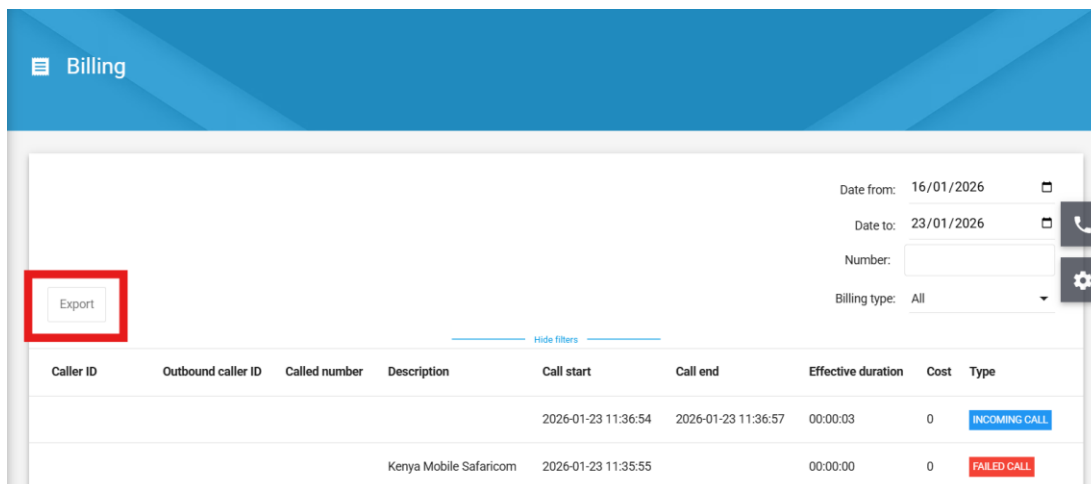 Billing
Date from: 16/01/2026
Date to: 23/01/2026
Number:
Export
Billing type: All
Hide filters
Caller ID Outbound caller ID Called number Description Call start Call end Effective duration Cost Type
2026-01-23 11:36:54 2026-01-23 11:36:57 00:00:03 0 INCOMING CALL
Kenya Mobile Safaricom 2026-01-23 11:35:55 00:00:00 0 FAILED CALL